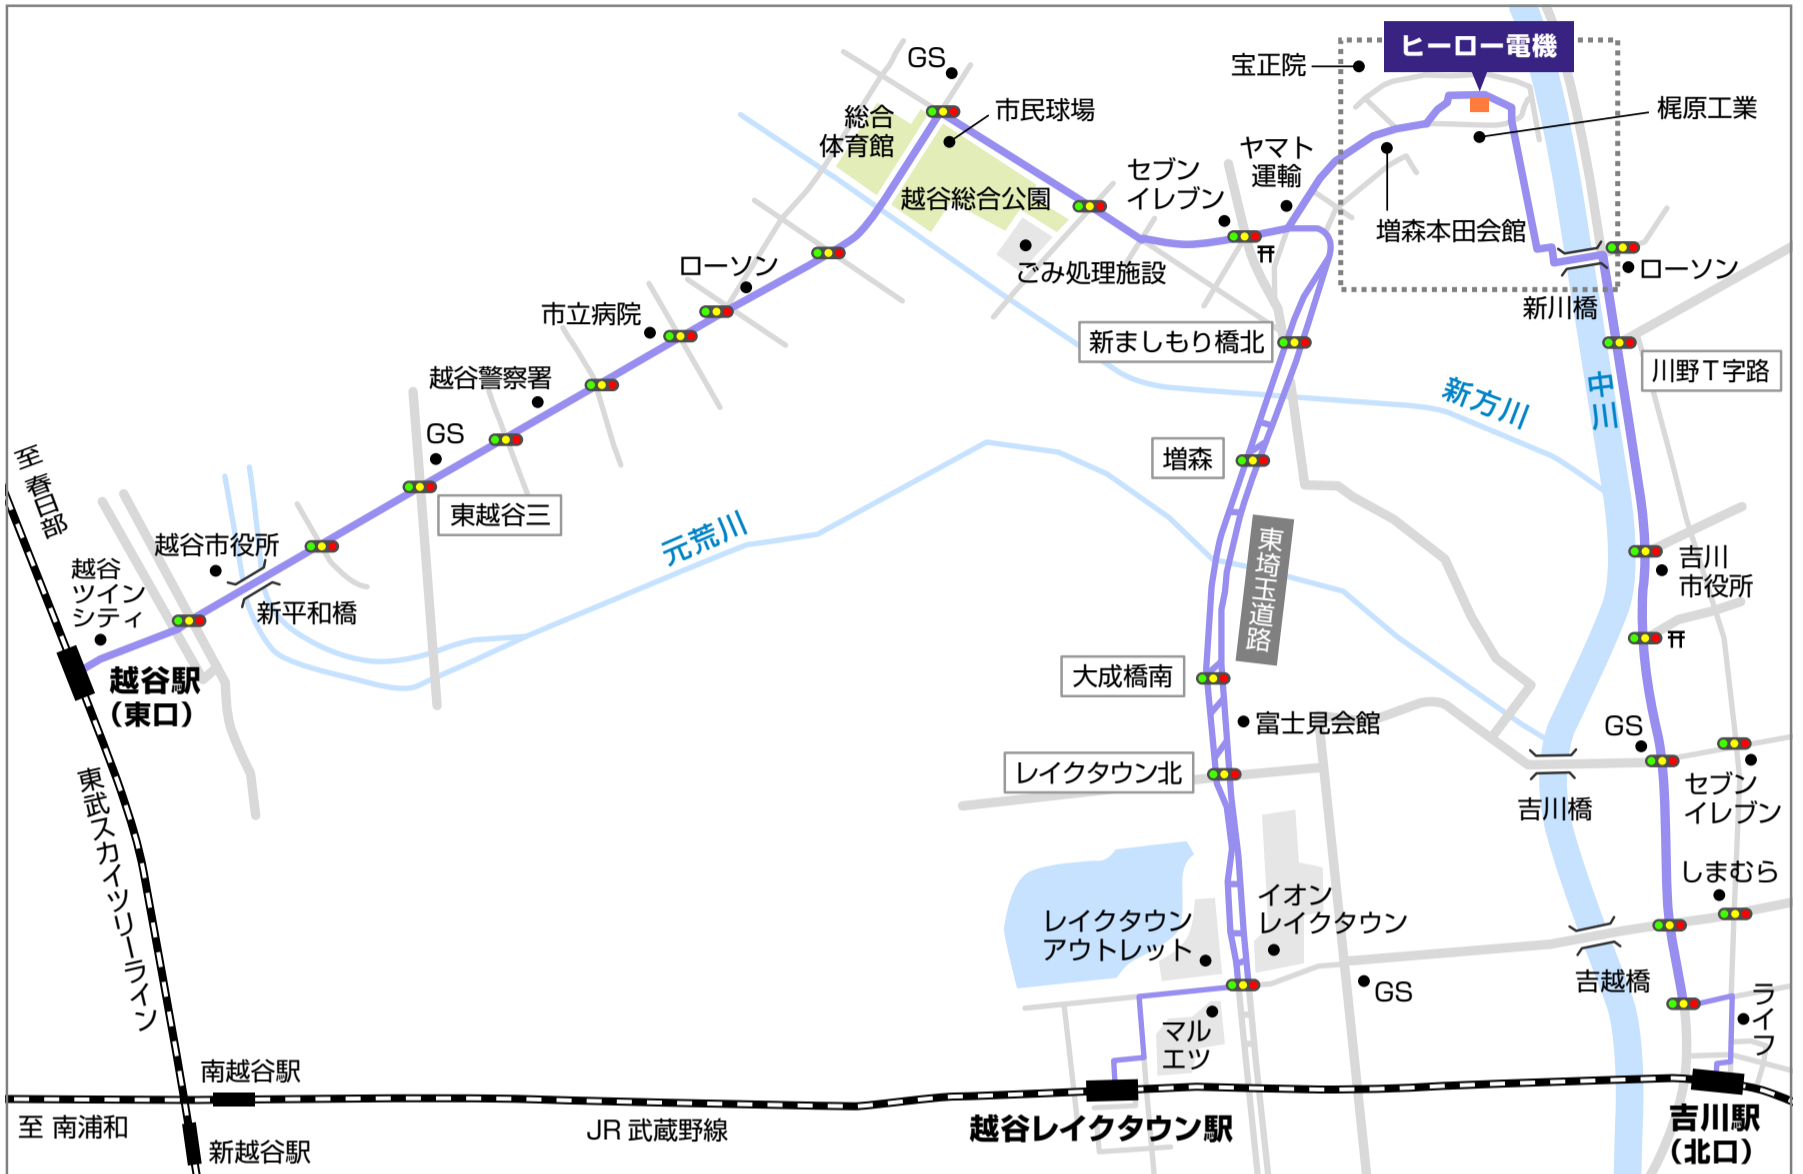 GS
宝正院
ヒーロー電機
総合
体育館
市民球場
梶原工業
セブン
イレブン
ヤマト
運輸
越谷総合公園
増森本田会館
ごみ処理施設
ローソン
ローソン
市立病院
新川橋
新ましもり橋北
川野T字路
越谷警察署
新方川
中川
GS
増森
至 春日部
東越谷三
元荒川
東埼玉道路
越谷市役所
吉川
市役所
越谷
ツイン
シティ
新平和橋
越谷駅
（東口）
大成橋南
富士見会館
GS
レイクタウン北
セブン
イレブン
吉川橋
東武スカイツリーライン
しまむら
イオン
レイクタウン
レイクタウン
アウトレット
吉越橋
GS
ライフ
マル
エツ
南越谷駅
至 南浦和
JR 武蔵野線
越谷レイクタウン駅
吉川駅
（北口）
新越谷駅